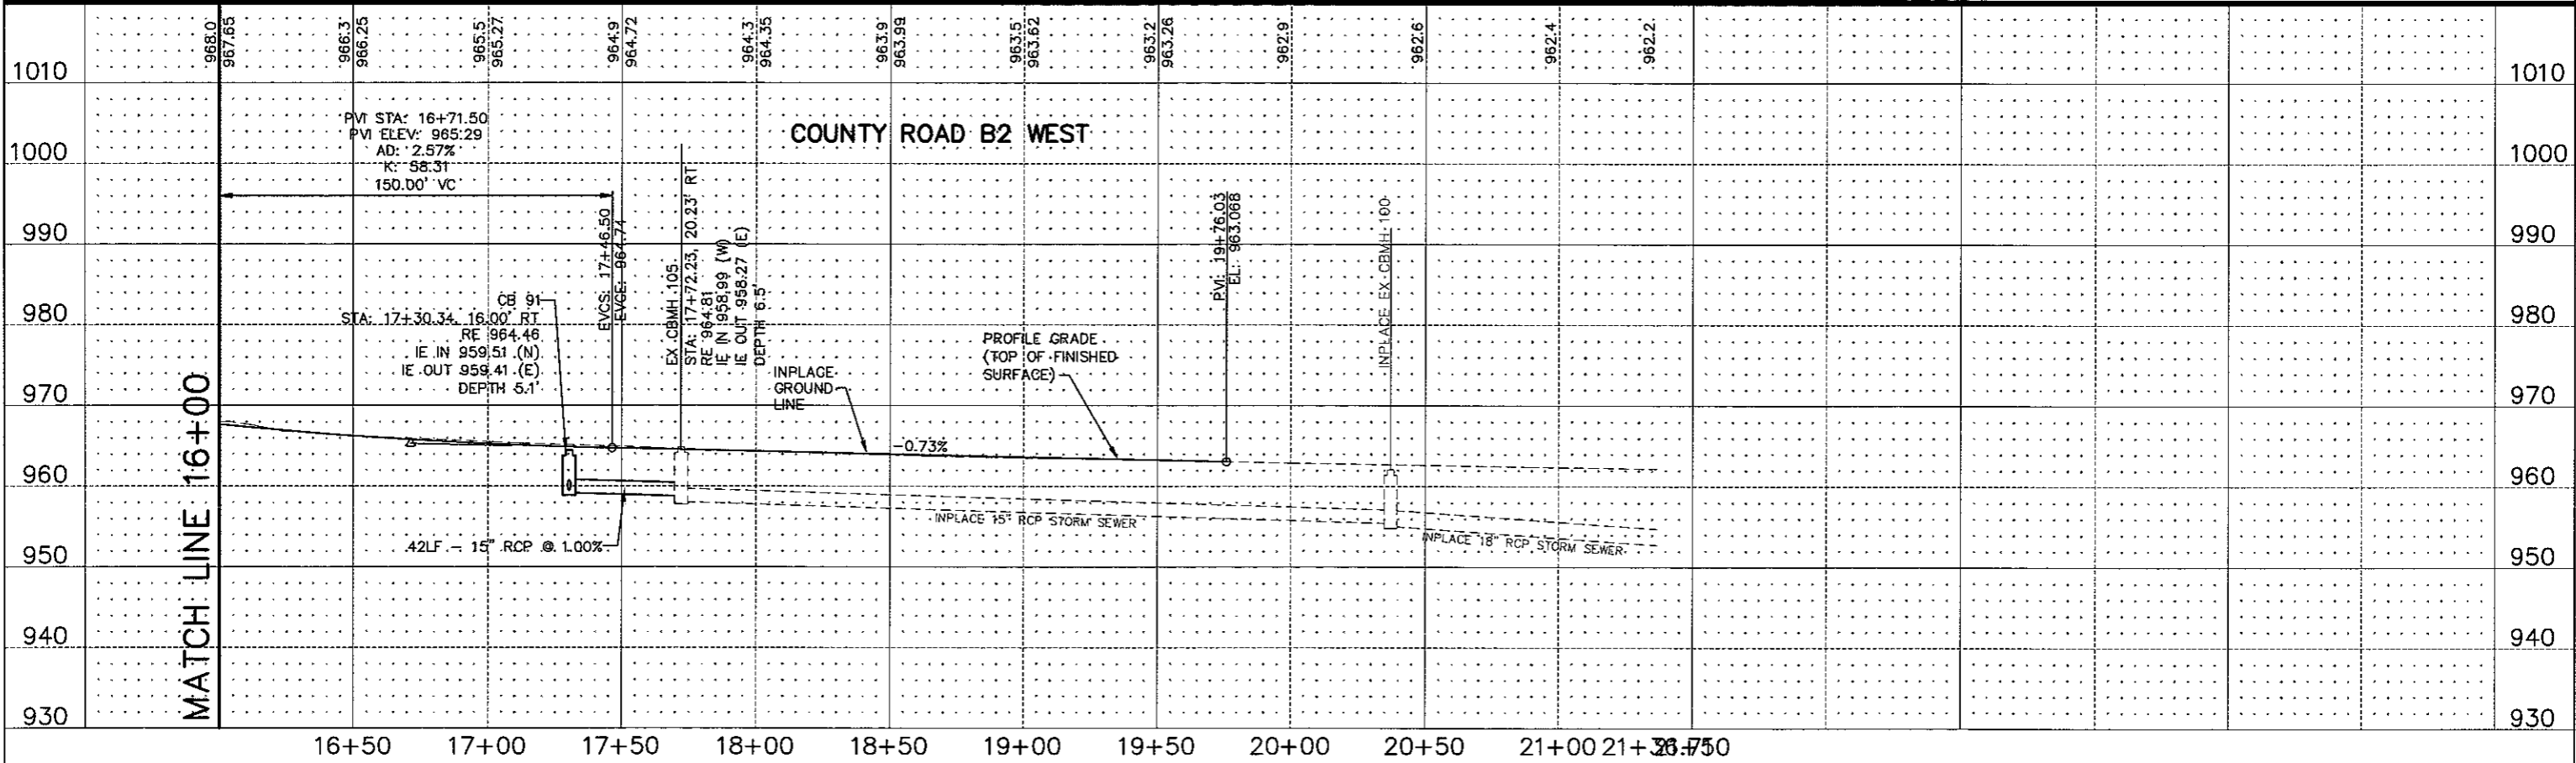 968.0
967.65
966.3
966.25
965.5
965.27
964.9
964.72
964.3
964.35
963.9
963.99
963.5
963.62
963.2
963.26
962.9
962.6
962.4
962.2
1010
1010
PVI STA: 16+71.50
PVI ELEV: 965.29
AD: 2.57%
K: 58.31
150.00' VC
COUNTY ROAD B2 WEST
1000
1000
990
990
EVCS: 17+46.50
EVCE: 964.74
EX CBMH 105
STA: 17+72.23, 20.23' RT
RE 964.81
IE IN 958.99 (W)
IE OUT 958.27 (E)
DEPTH 6.5'
PVI: 19+76.03
EL: 963.068
INPLACE EX CBMH 100
CB 91
STA: 17+30.34, 16.00' RT
RE 964.46
IE IN 959.51 (N)
IE OUT 959.41 (E)
DEPTH 5.1'
980
980
PROFILE GRADE
(TOP OF FINISHED
SURFACE)
INPLACE
GROUND
LINE
970
970
MATCH LINE 16+00
-0.73%
960
960
INPLACE 15" RCP STORM SEWER
42LF - 15" RCP @ 1.00%
INPLACE 18" RCP STORM SEWER
950
950
940
940
930
930
16+50
17+00
17+50
18+00
18+50
19+00
19+50
20+00
20+50
21+00